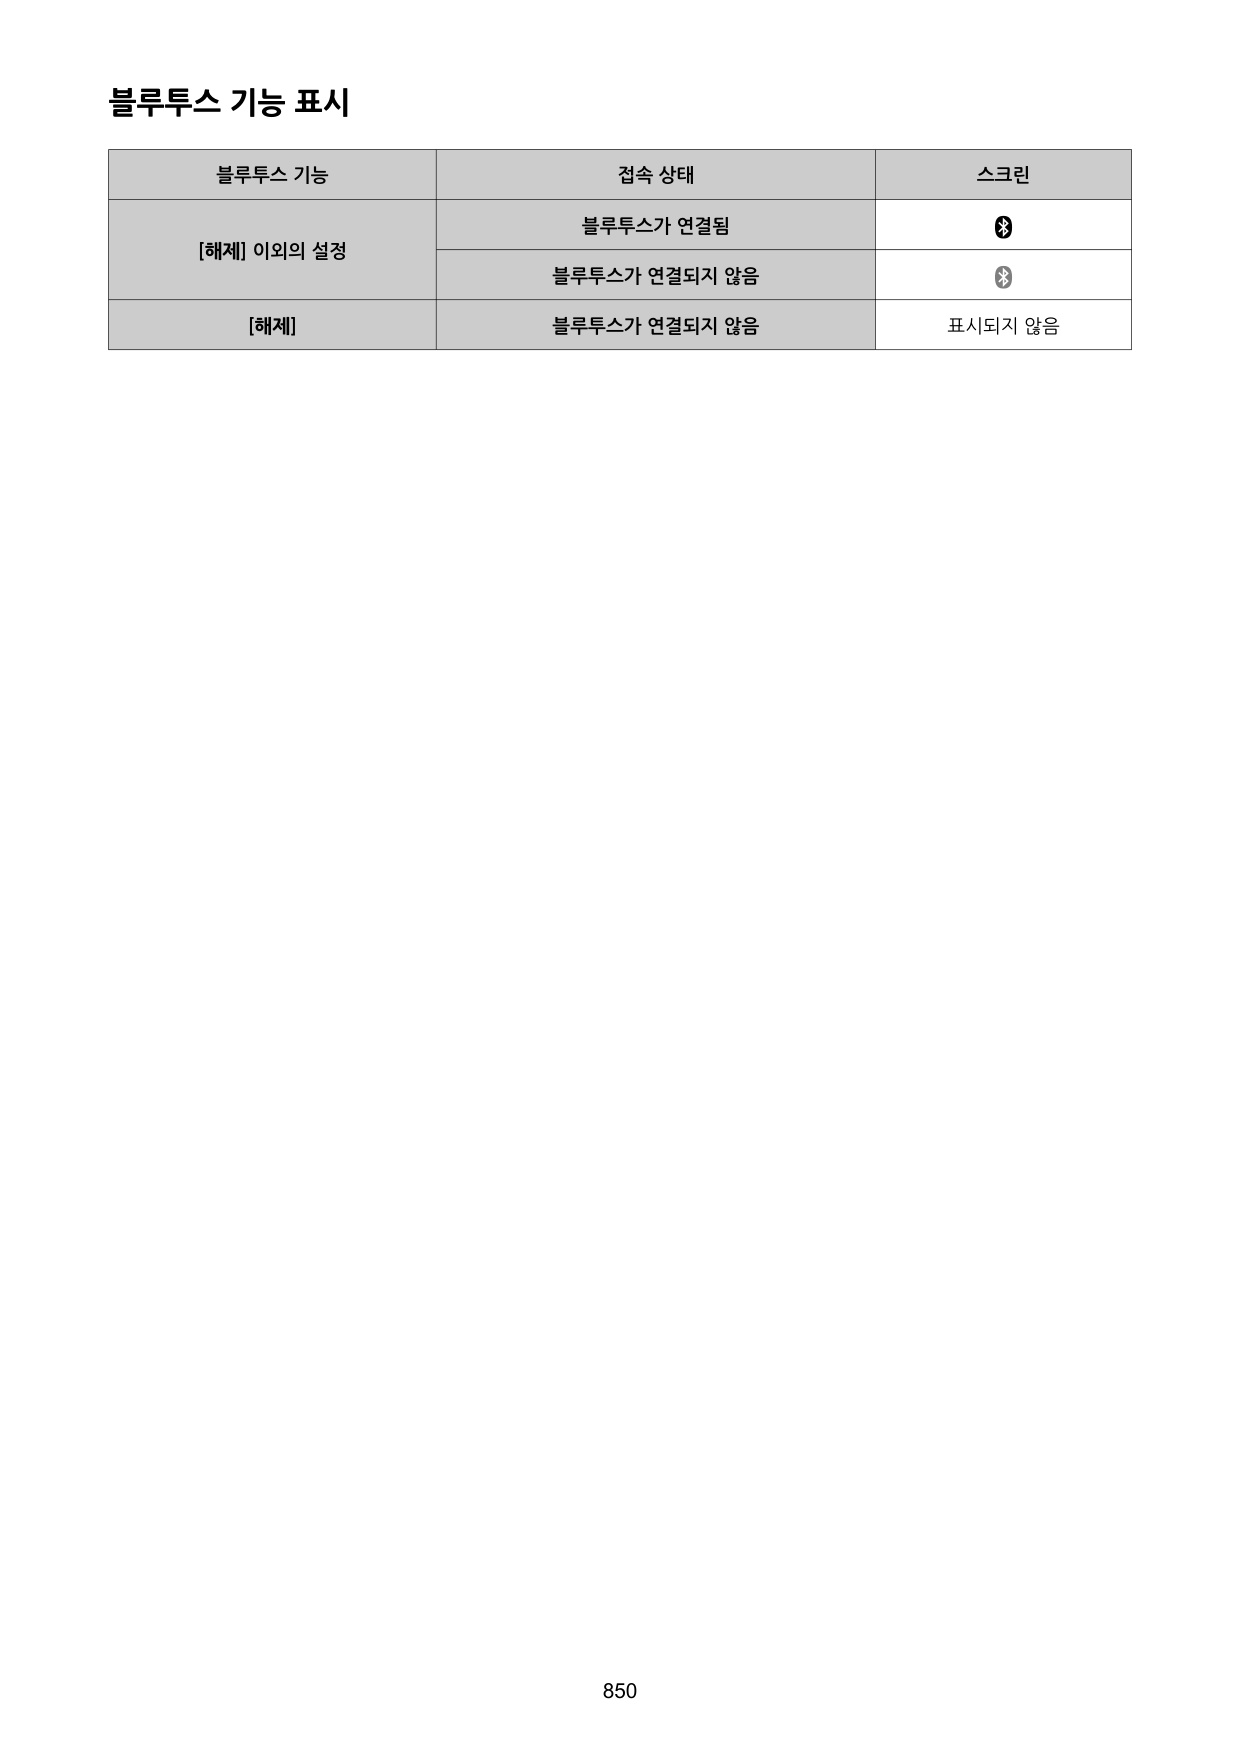 블루투스 기능 표시
블루투스 기능 접속 상태 스크린
[해제] 이외의 설정
블루투스가 연결됨
블루투스가 연결되지 않음
[해제] 블루투스가 연결되지 않음 표시되지 않음
850